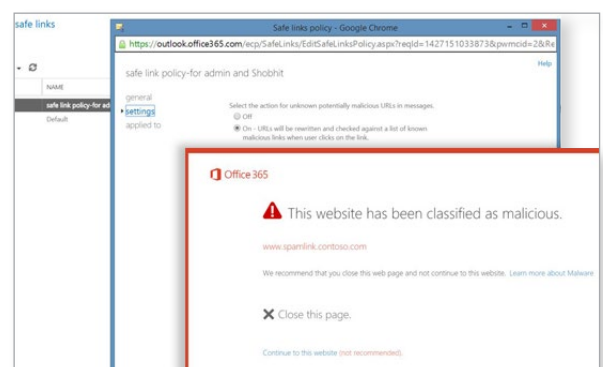 safe links
Safe links policy - Google Chrome
https://outlook.office365.com/ecp/SafeLinks/EditSafeLinksPolicy.aspx?reqId=1427151033873&pwmcid=2&Re
Help
safe link policy-for admin and Shobhit
NAME
safe link policy-for ad
Default
general
settings
applied to
Select the action for unknown potentially malicious URLs in messages.
Off
On - URLs will be rewritten and checked against a list of known
malicious links when user clicks on the link.
Office 365
This website has been classified as malicious.
www.spamlink.contoso.com
We recommend that you close this web page and not continue to this website. Learn more about Malware
Close this page.
Continue to this website (not recommended).